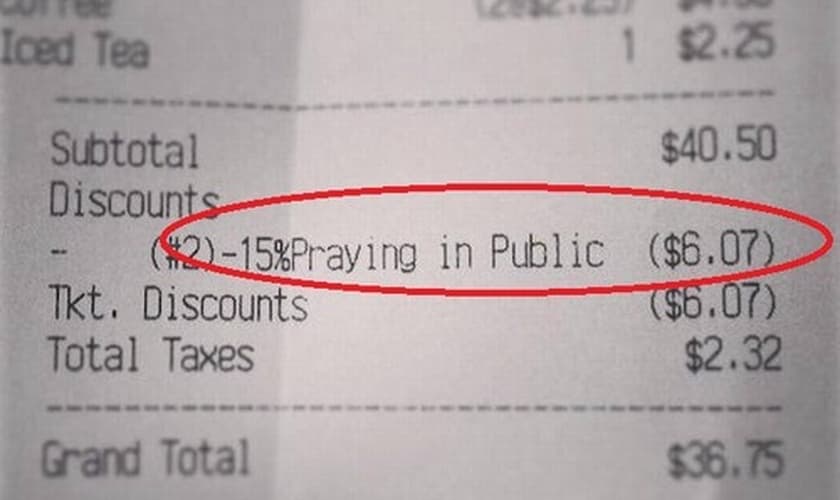 Coffee
Iced Tea 1 $2.25
Subtotal $40.50
Discounts
- (#2)-15%Praying in Public ($6.07)
Tkt. Discounts ($6.07)
Total Taxes $2.32
Grand Total $36.75